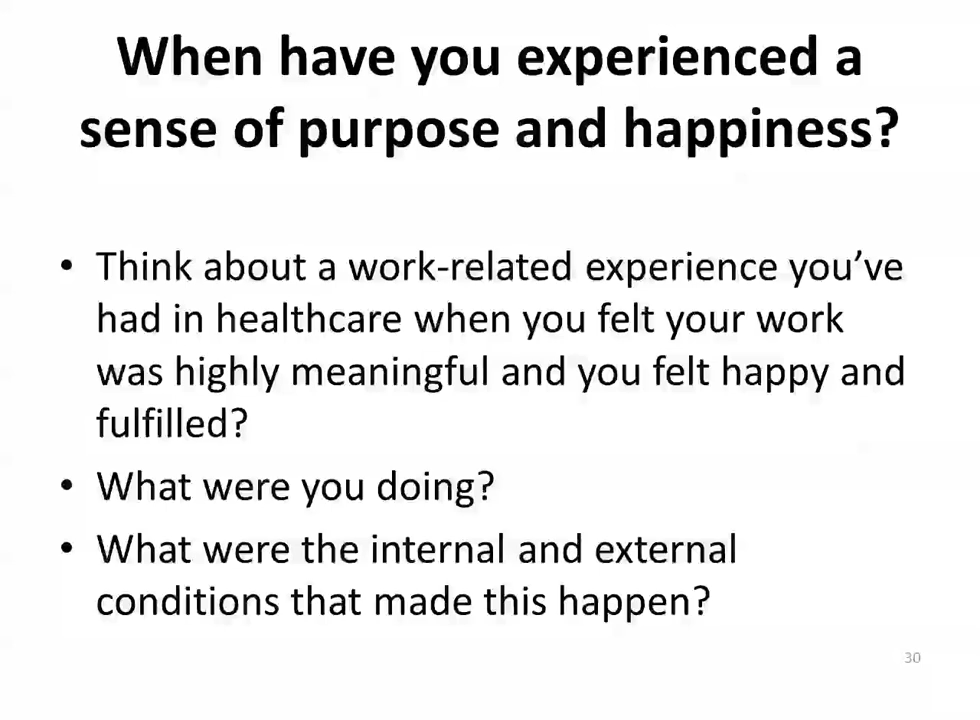 When have you experienced a
sense of purpose and happiness?
• Think about a work-related experience you’ve
had in healthcare when you felt your work
was highly meaningful and you felt happy and
fulfilled?
• What were you doing?
• What were the internal and external
conditions that made this happen?
30